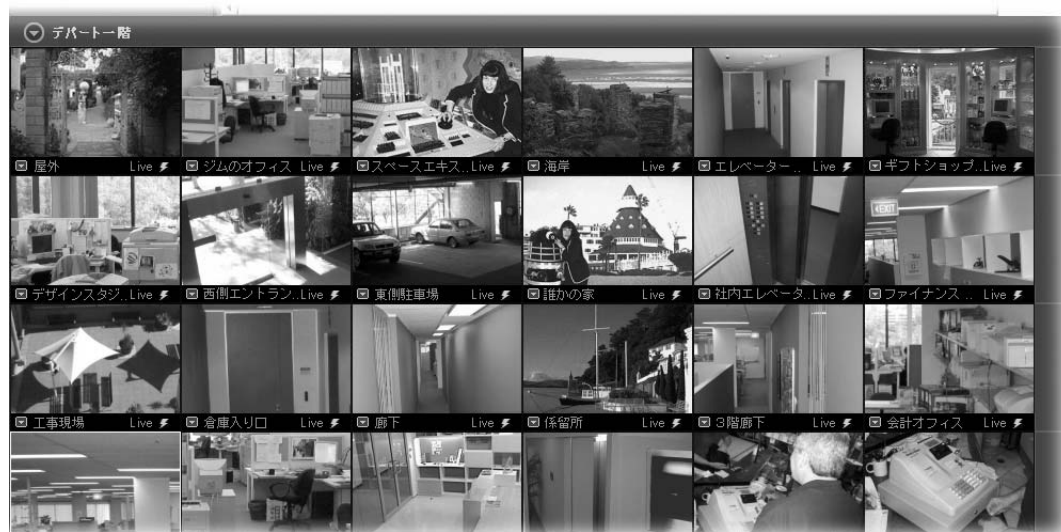 デパート一階
屋外 Live
ジムのオフィス Live
スペースエキス.. Live
海岸 Live
エレベーター .. Live
ギフトショップ.. Live
EXIT
デザインスタジ.. Live
西側エントラン.. Live
東側駐車場 Live
誰かの家 Live
社内エレベータ.. Live
ファイナンス .. Live
工事現場 Live
倉庫入り口 Live
廊下 Live
係留所 Live
3階廊下 Live
会計オフィス Live